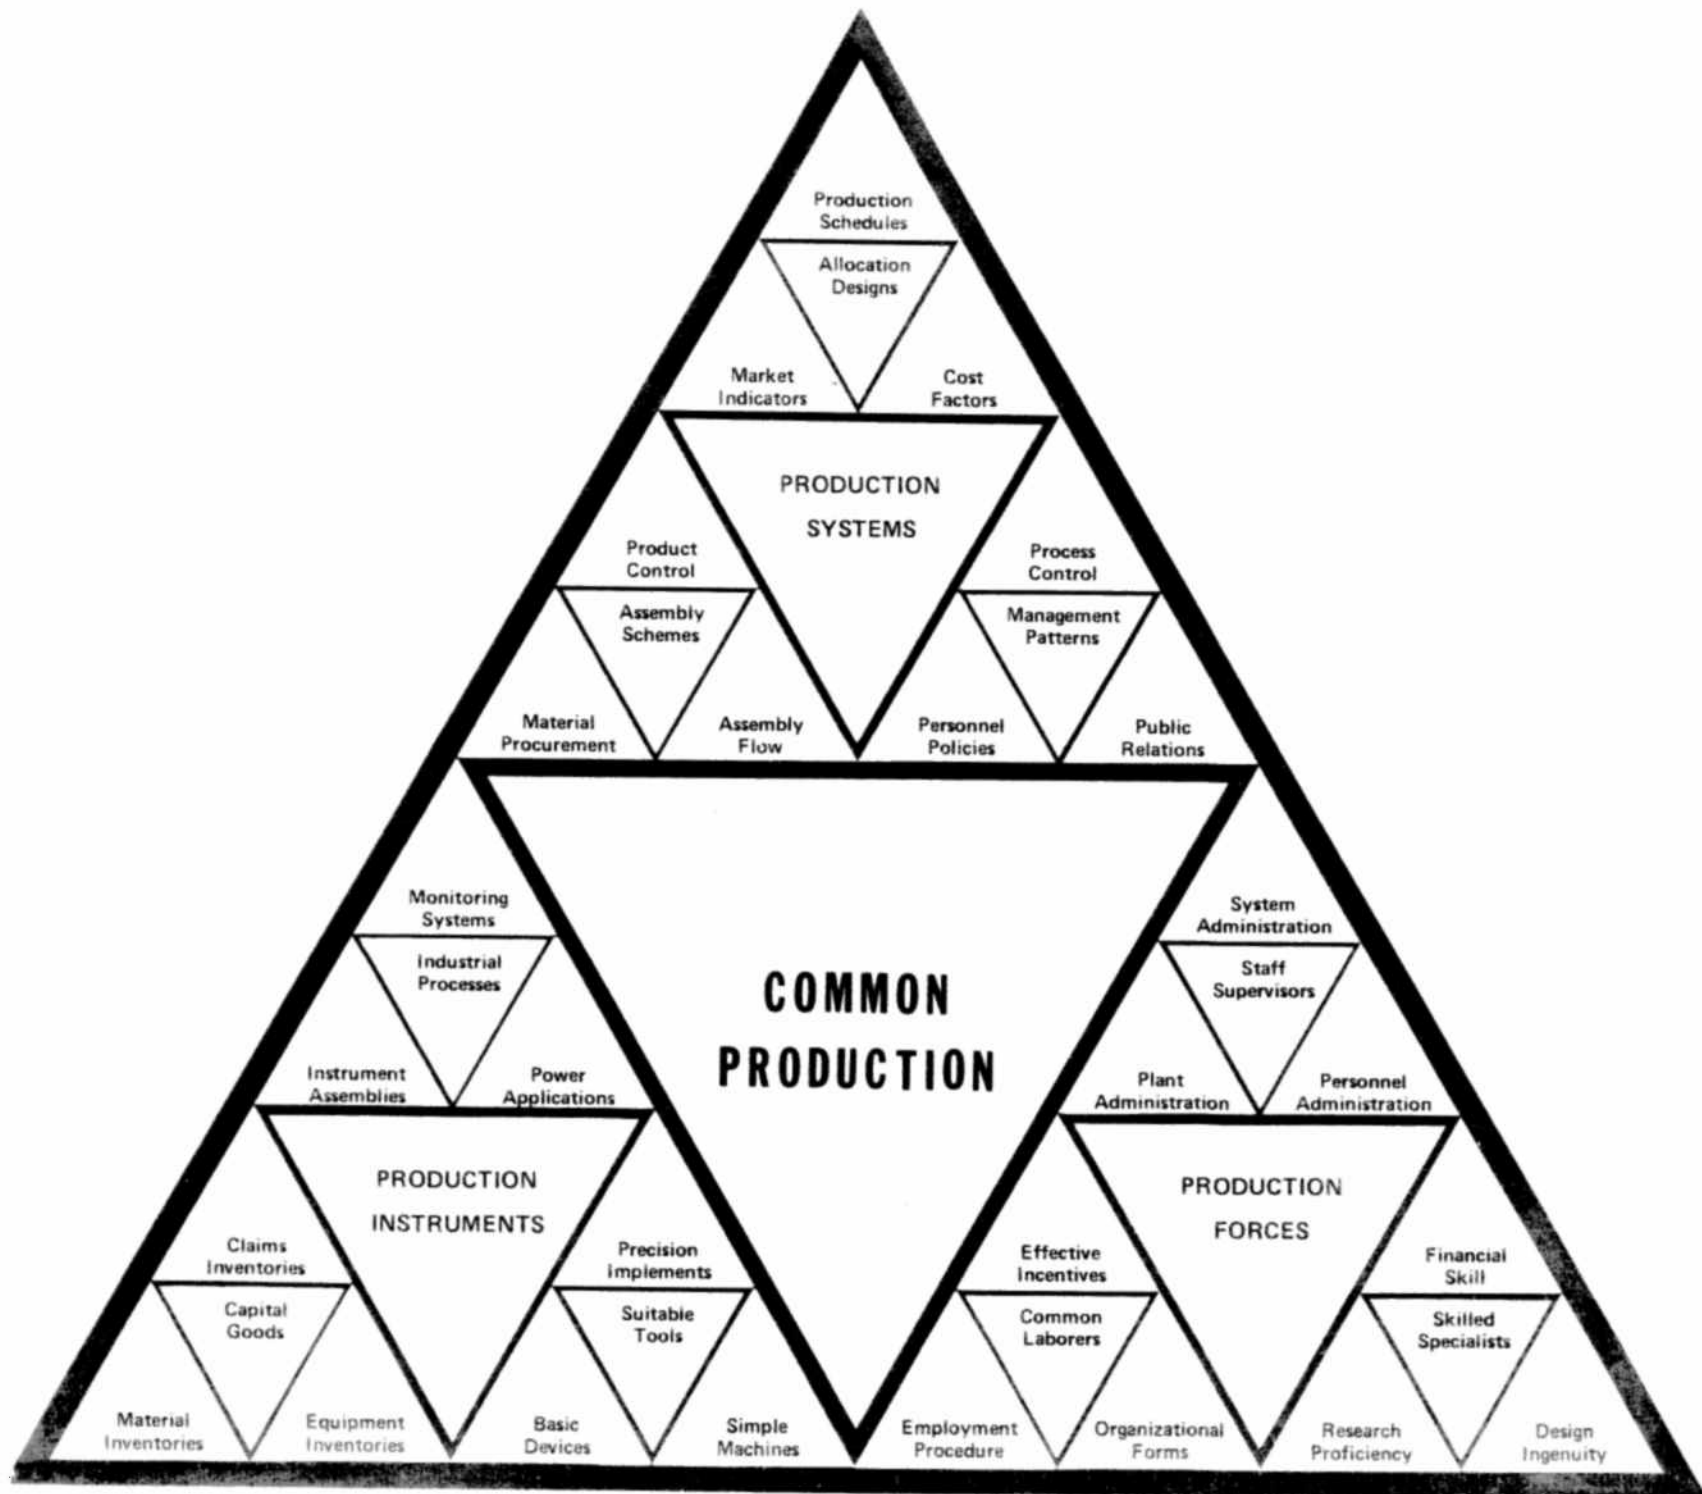 Production
Schedules
Allocation
Designs
Market
Indicators
Cost
Factors
PRODUCTION
SYSTEMS
Product
Control
Assembly
Schemes
Material
Procurement
Assembly
Flow
Process
Control
Management
Patterns
Personnel
Policies
Public
Relations
COMMON
PRODUCTION
Monitoring
Systems
Industrial
Processes
Instrument
Assemblies
Power
Applications
PRODUCTION
INSTRUMENTS
Claims
Inventories
Capital
Goods
Material
Inventories
Equipment
Inventories
Precision
Implements
Suitable
Tools
Basic
Devices
Simple
Machines
System
Administration
Staff
Supervisors
Plant
Administration
Personnel
Administration
PRODUCTION
FORCES
Effective
Incentives
Common
Laborers
Employment
Procedure
Organizational
Forms
Financial
Skill
Skilled
Specialists
Research
Proficiency
Design
Ingenuity